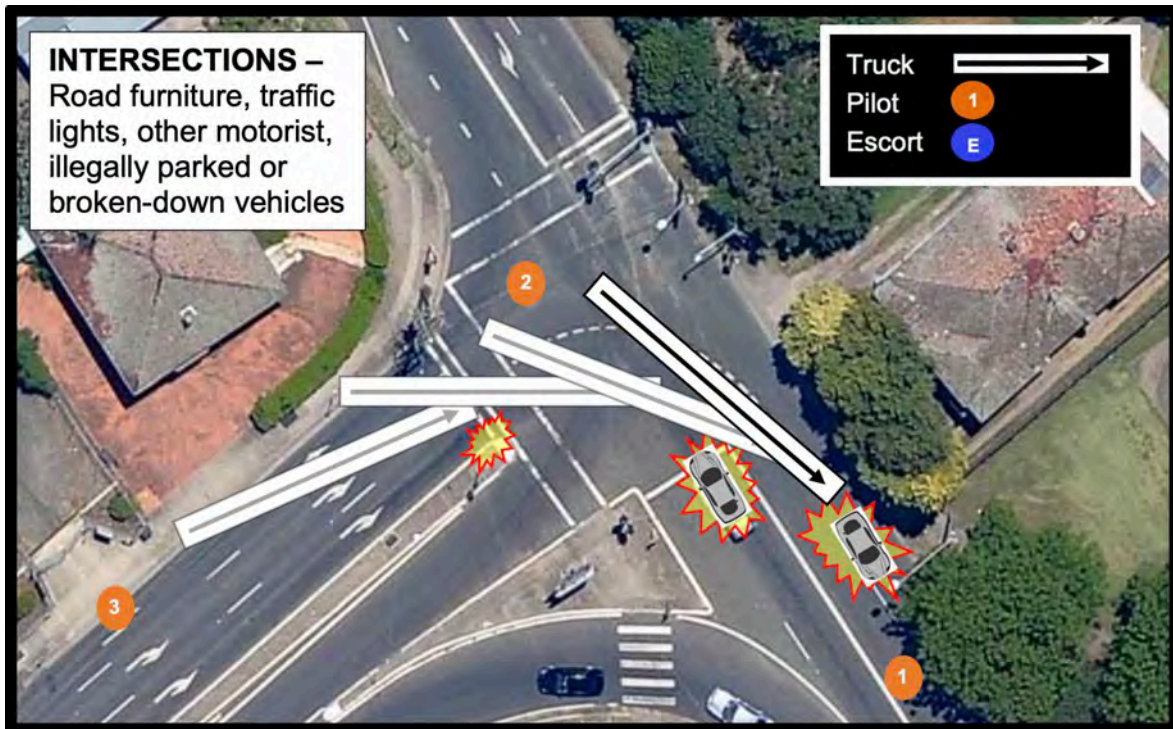 INTERSECTIONS –
Road furniture, traffic
lights, other motorist,
illegally parked or
broken-down vehicles
Truck
Pilot 1
Escort E
2
3
1